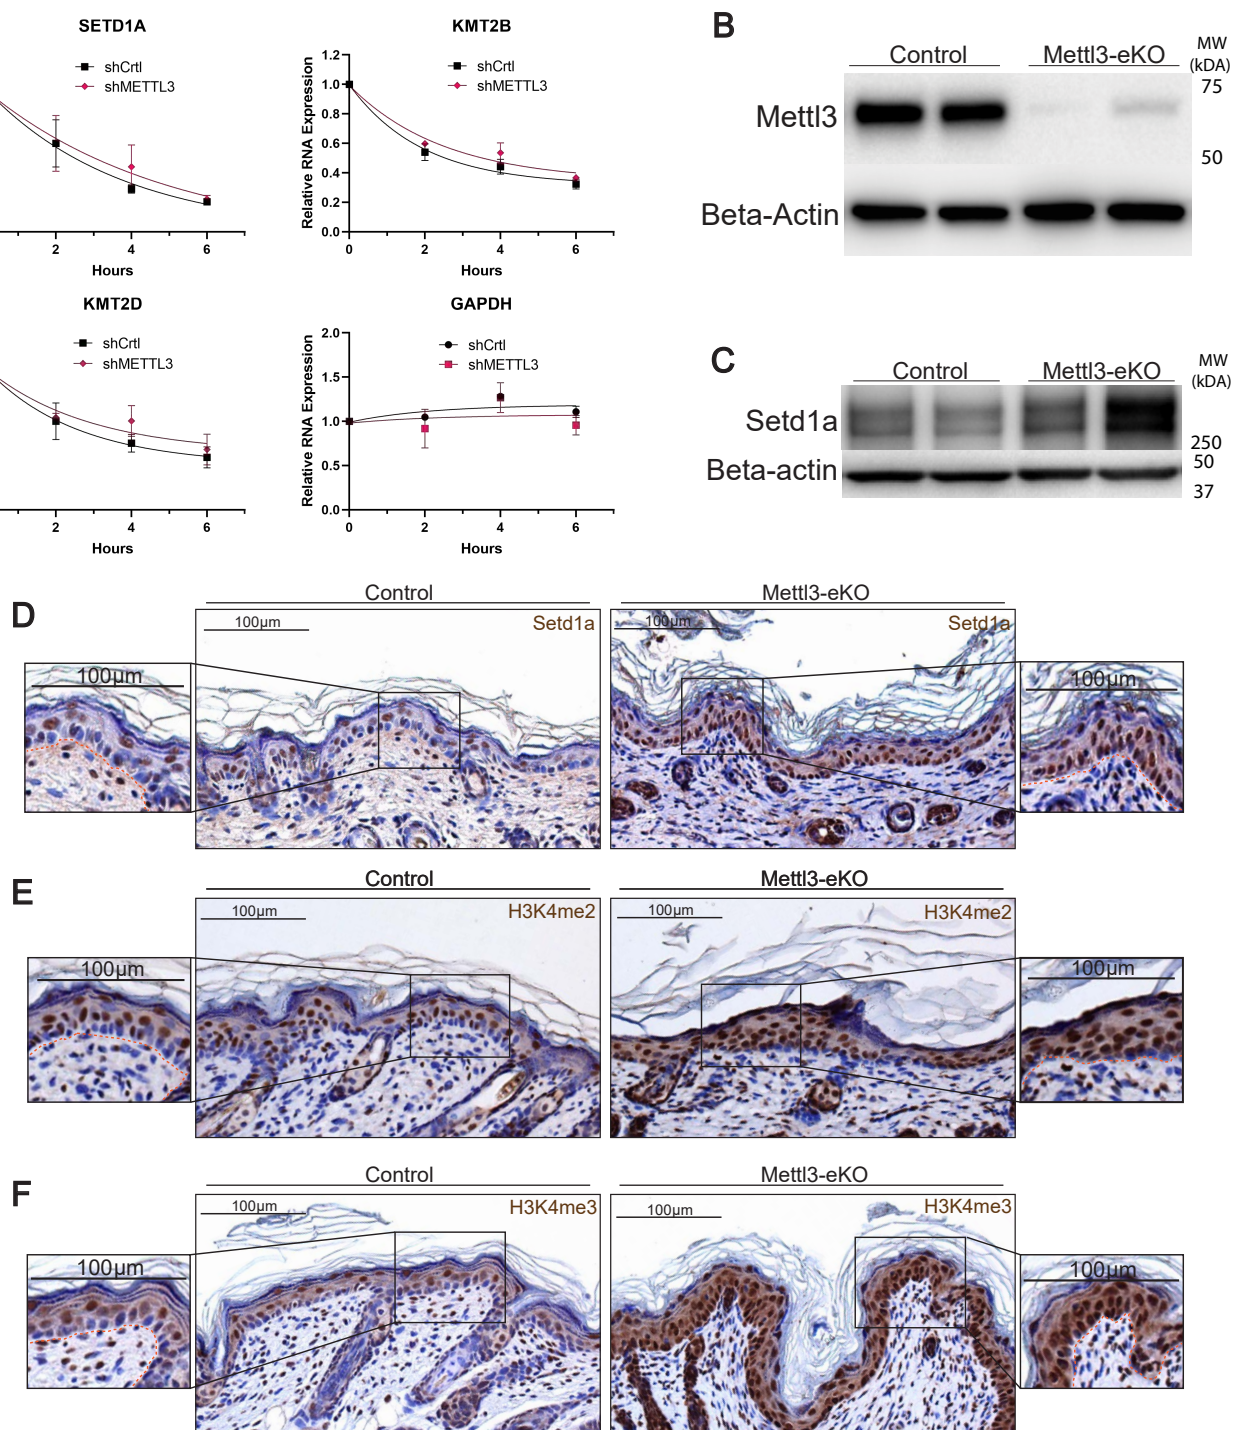 SETD1A
shCrtl
shMETTL3
2
4
6
Hours
KMT2B
shCrtl
shMETTL3
Relative RNA Expression
1.2
1.0
0.8
0.6
0.4
0.2
0.0
0
2
4
6
Hours
KMT2D
shCrtl
shMETTL3
2
4
6
Hours
GAPDH
shCrtl
shMETTL3
Relative RNA Expression
2.0
1.5
1.0
0.5
0.0
0
2
4
6
Hours
B
Control
Mettl3-eKO
MW
(kDA)
75
50
Mettl3
Beta-Actin
C
Control
Mettl3-eKO
MW
(kDA)
Setd1a
250
Beta-actin
50
37
D
Control
Mettl3-eKO
100µm
Setd1a
100µm
Setd1a
100µm
100µm
E
Control
Mettl3-eKO
100µm
H3K4me2
100µm
H3K4me2
100µm
100µm
F
Control
Mettl3-eKO
100µm
H3K4me3
100µm
H3K4me3
100µm
100µm